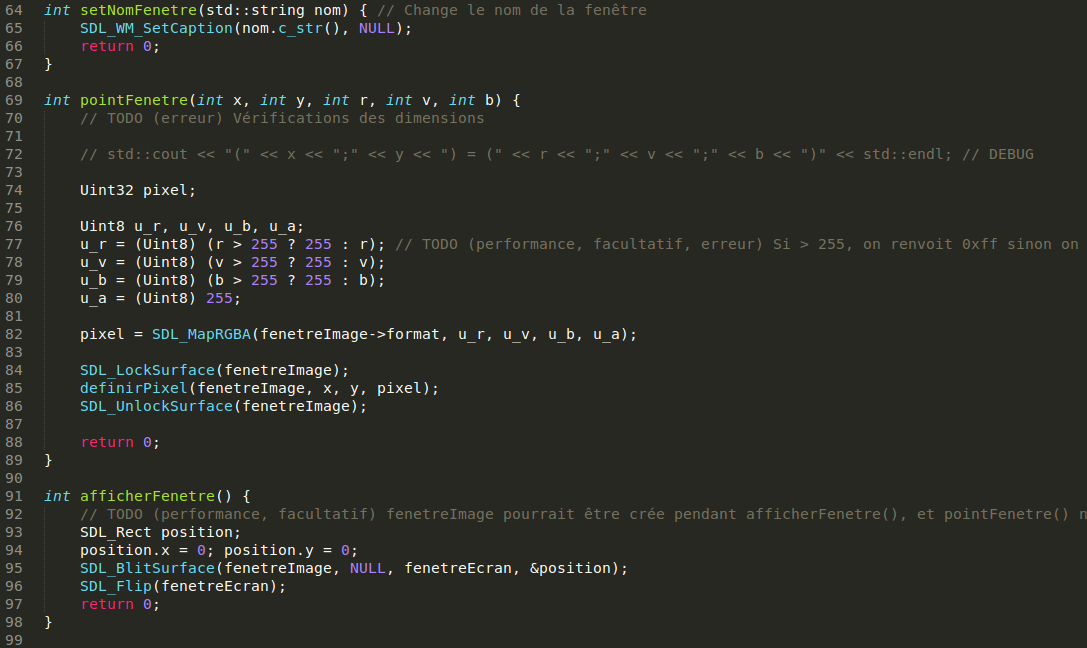 64 int setNomFenetre(std::string nom) { // Change le nom de la fenêtre
65     SDL_WM_SetCaption(nom.c_str(), NULL);
66     return 0;
67 }
68
69 int pointFenetre(int x, int y, int r, int v, int b) {
70     // TODO (erreur) Vérifications des dimensions
71
72     // std::cout << "(" << x << ";" << y << ") = (" << r << ";" << v << ";" << b << ")" << std::endl; // DEBUG
73
74     Uint32 pixel;
75
76     Uint8 u_r, u_v, u_b, u_a;
77     u_r = (Uint8) (r > 255 ? 255 : r); // TODO (performance, facultatif, erreur) Si > 255, on renvoit 0xff sinon on
78     u_v = (Uint8) (v > 255 ? 255 : v);
79     u_b = (Uint8) (b > 255 ? 255 : b);
80     u_a = (Uint8) 255;
81
82     pixel = SDL_MapRGBA(fenetreImage->format, u_r, u_v, u_b, u_a);
83
84     SDL_LockSurface(fenetreImage);
85     definirPixel(fenetreImage, x, y, pixel);
86     SDL_UnlockSurface(fenetreImage);
87
88     return 0;
89 }
90
91 int afficherFenetre() {
92     // TODO (performance, facultatif) fenetreImage pourrait être crée pendant afficherFenetre(), et pointFenetre() n
93     SDL_Rect position;
94     position.x = 0; position.y = 0;
95     SDL_BlitSurface(fenetreImage, NULL, fenetreEcran, &position);
96     SDL_Flip(fenetreEcran);
97     return 0;
98 }
99